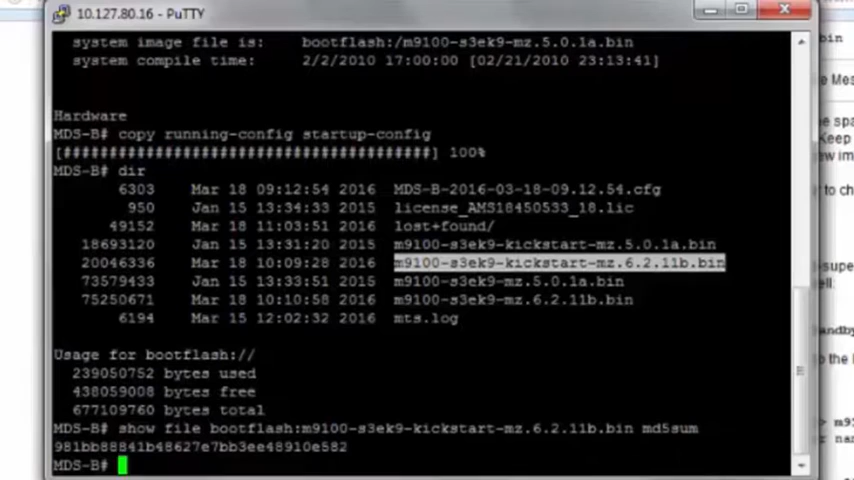 10.127.80.16 - PuTTY
system image file is: bootflash:/m9100-s3ek9-mz.5.0.1a.bin
system compile time: 2/2/2010 17:00:00 [02/21/2010 23:13:41]
Hardware
MDS-B# copy running-config startup-config
[########################################] 100%
MDS-B# dir
6303 Mar 18 09:12:54 2016 MDS-B-2016-03-18-09.12.54.cfg
950 Jan 15 13:34:33 2015 license_AMS18450533_18.lic
49152 Mar 18 11:03:51 2016 lost+found/
18693120 Jan 15 13:31:20 2015 m9100-s3ek9-kickstart-mz.5.0.1a.bin
20046336 Mar 18 10:09:28 2016 m9100-s3ek9-kickstart-mz.6.2.11b.bin
73579433 Jan 15 13:33:51 2015 m9100-s3ek9-mz.5.0.1a.bin
75250671 Mar 18 10:10:58 2016 m9100-s3ek9-mz.6.2.11b.bin
6194 Mar 15 12:02:32 2016 mts.log
Usage for bootflash://
239050752 bytes used
438059008 bytes free
677109760 bytes total
MDS-B# show file bootflash:m9100-s3ek9-kickstart-mz.6.2.11b.bin md5sum
981bb88841b48627e7bb3ee48910e582
MDS-B#